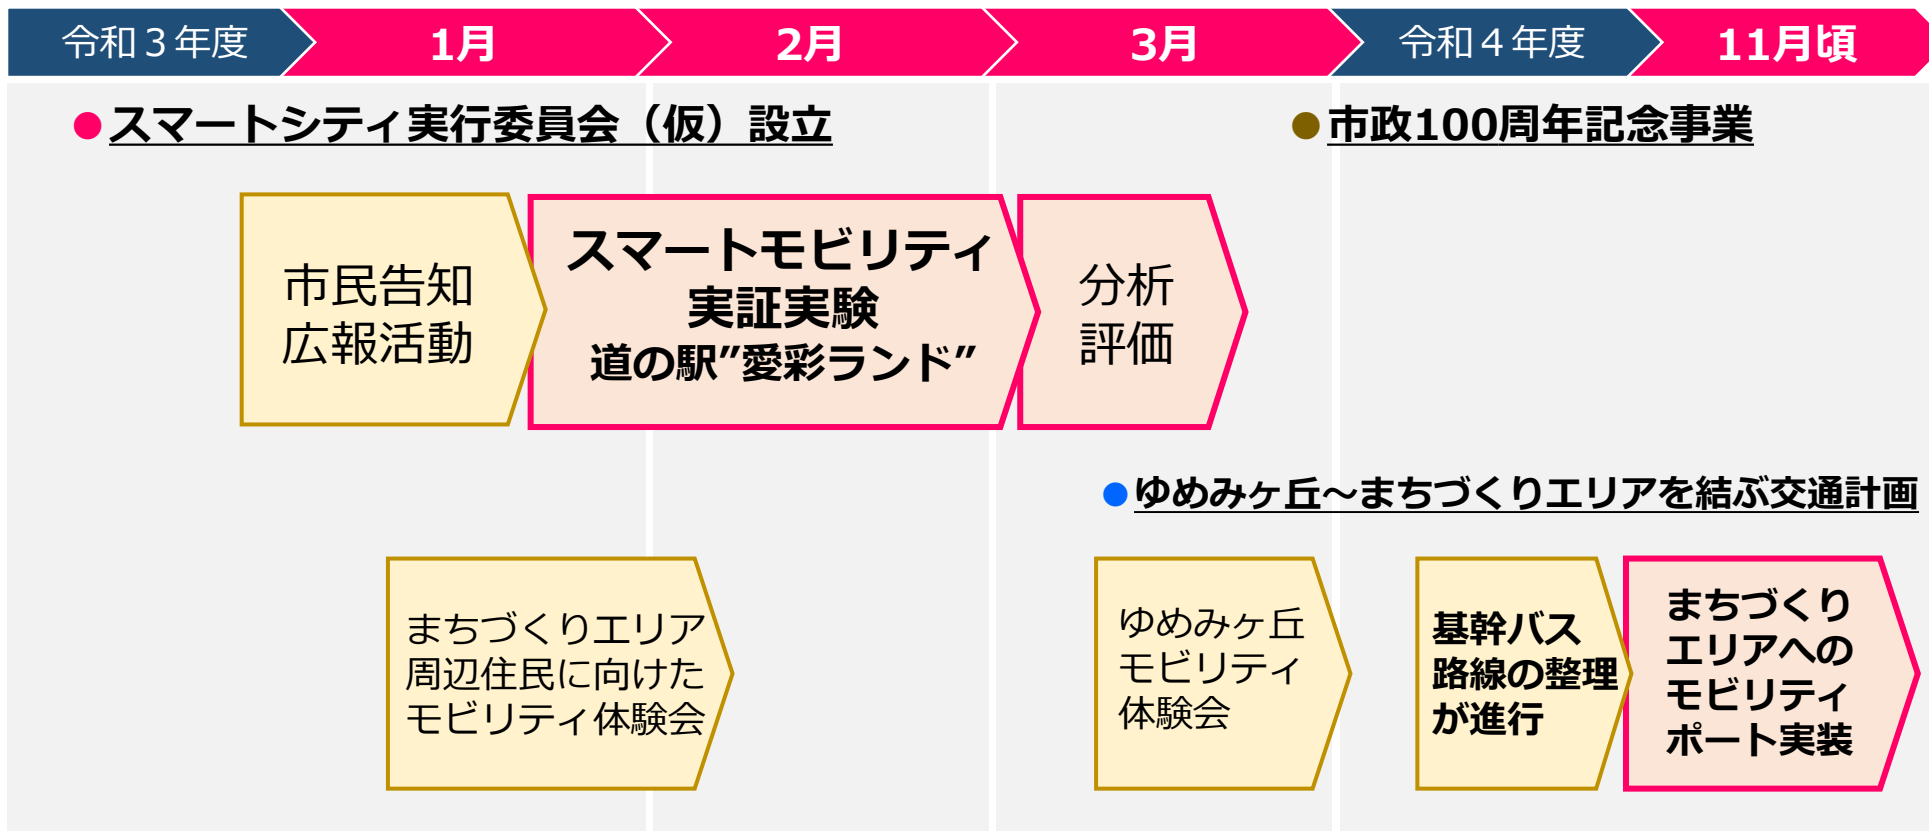 令和３年度
1月
2月
3月
令和４年度
11月頃
●スマートシティ実行委員会（仮）設立
●市政100周年記念事業
市民告知
広報活動
スマートモビリティ
実証実験
道の駅”愛彩ランド”
分析
評価
●ゆめみヶ丘～まちづくりエリアを結ぶ交通計画
まちづくりエリア
周辺住民に向けた
モビリティ体験会
ゆめみヶ丘
モビリティ
体験会
基幹バス
路線の整理
が進行
まちづくり
エリアへの
モビリティ
ポート実装